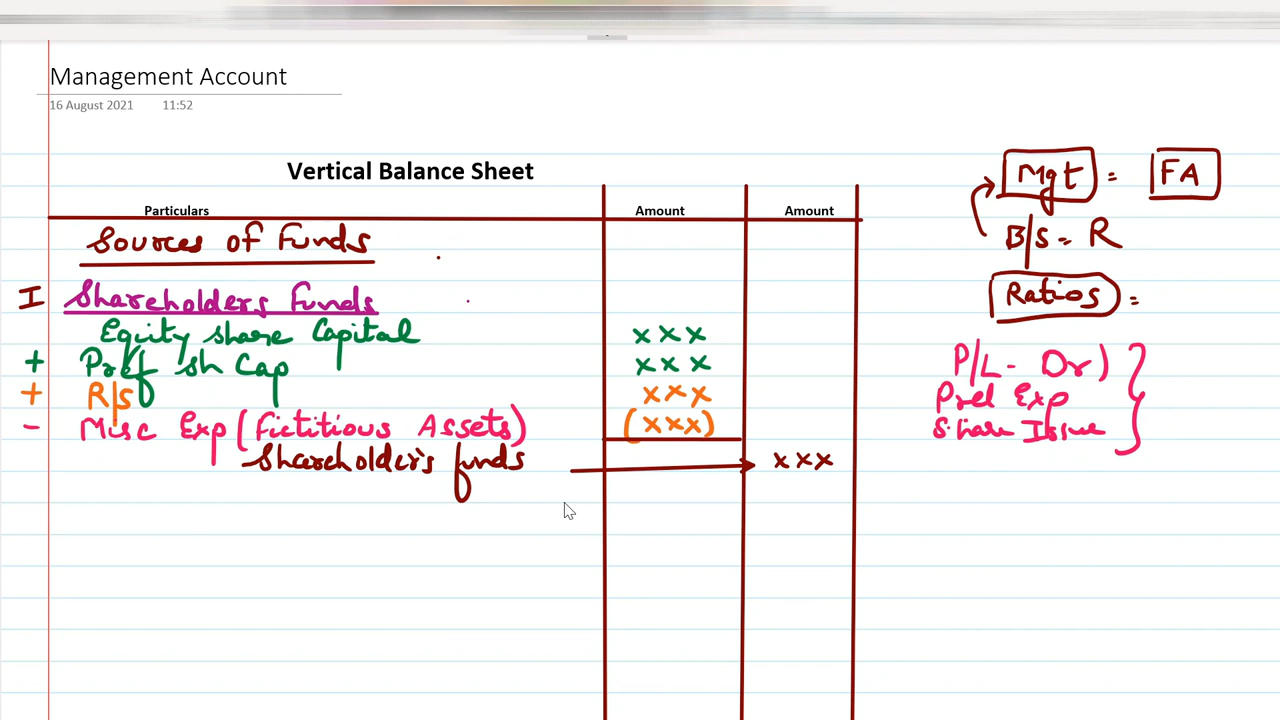 Management Account
16 August 2021 11:52
Vertical Balance Sheet
Particulars Amount Amount
Sources of Funds
I Shareholders Funds
Equity Share Capital xxx
+ Pref sh Cap xxx
+ R/S xxx
- Misc Exp (Fictitious Assets) (xxx)
Shareholder's funds xxx
Mgt = FA
B/S = R
Ratios =
P/L - Dr)
Prel Exp
Share Issue